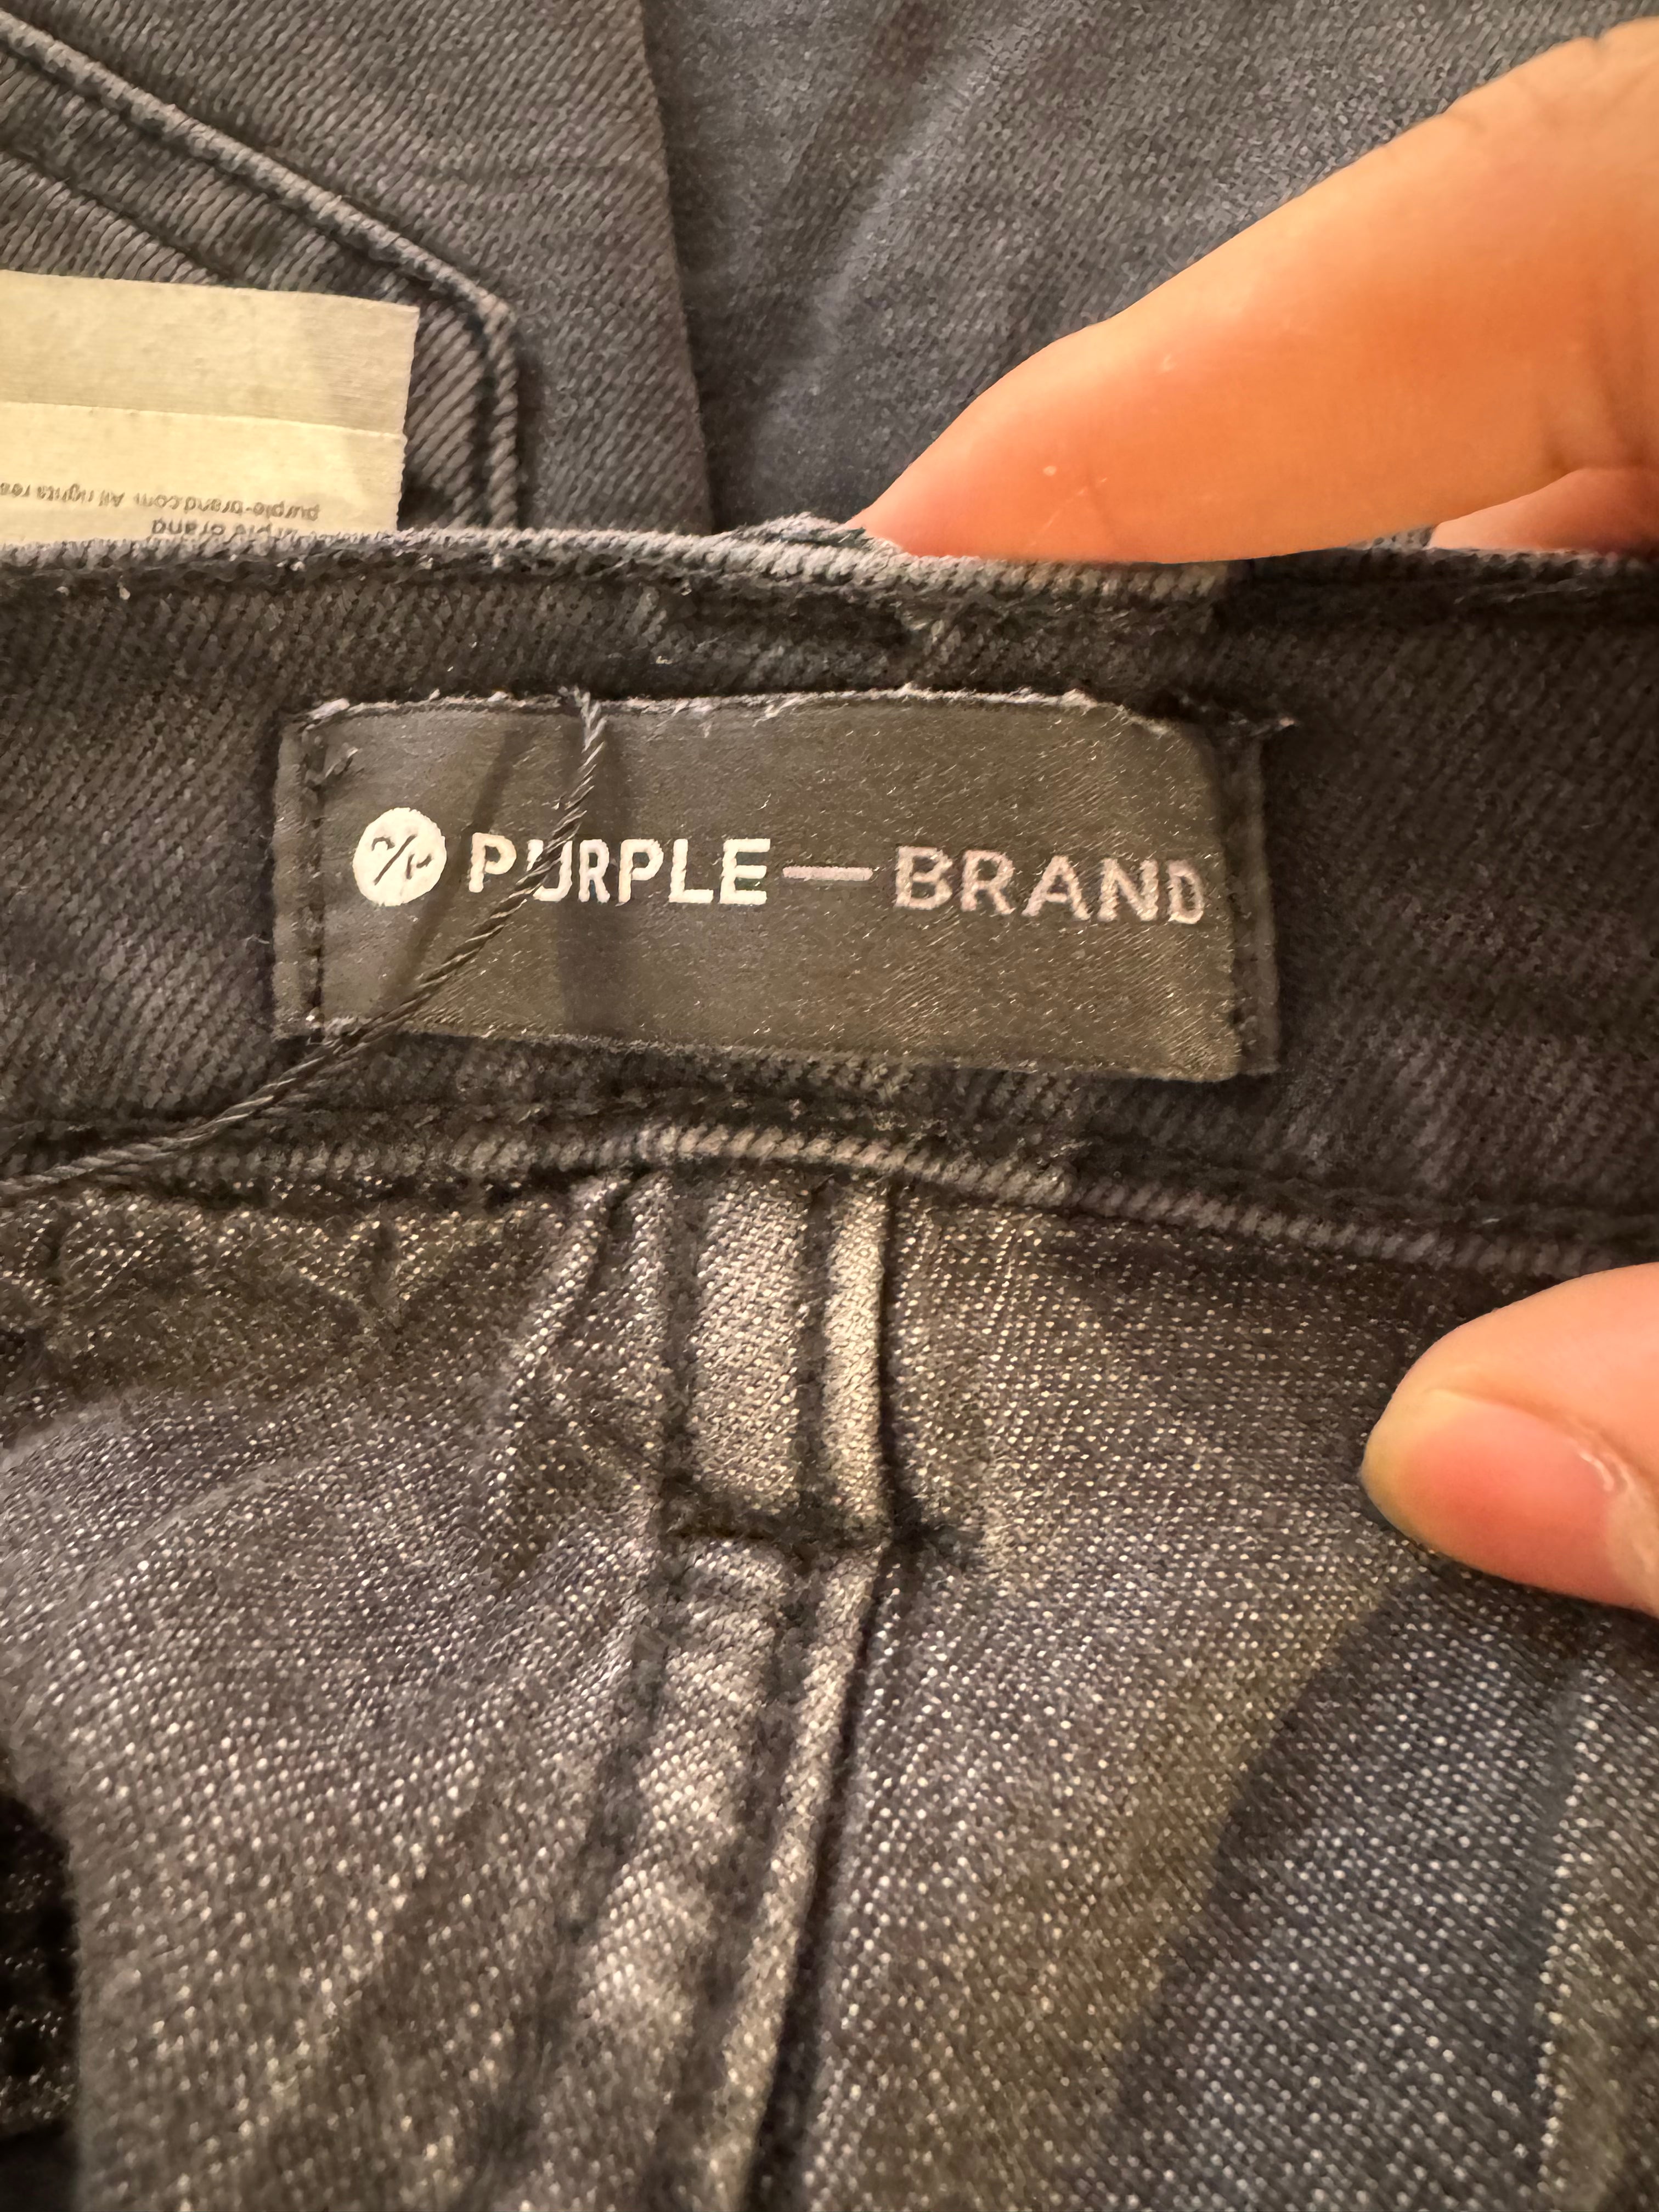 purple-brand.com All rights res
purple brand
P/P PURPLE — BRAND